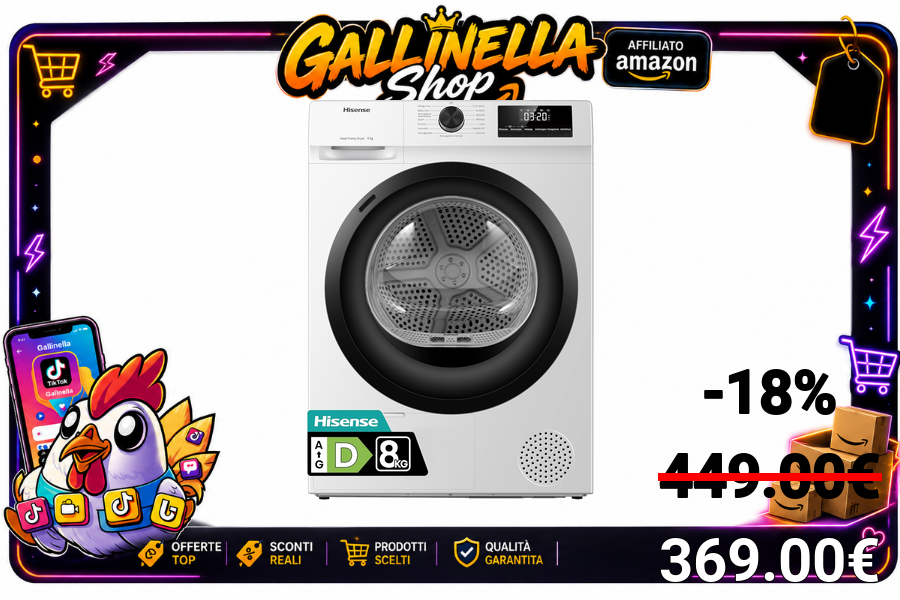 GALLINELLA
Shop
AFFILIATO
amazon
Hisense
03:20
Gallinella
TikTok
Gallinella
-18%
Hisense
A
G
D
8KG
449.00€
369.00€
OFFERTE
TOP
SCONTI
REALI
PRODOTTI
SCELTI
QUALITÀ
GARANTITA